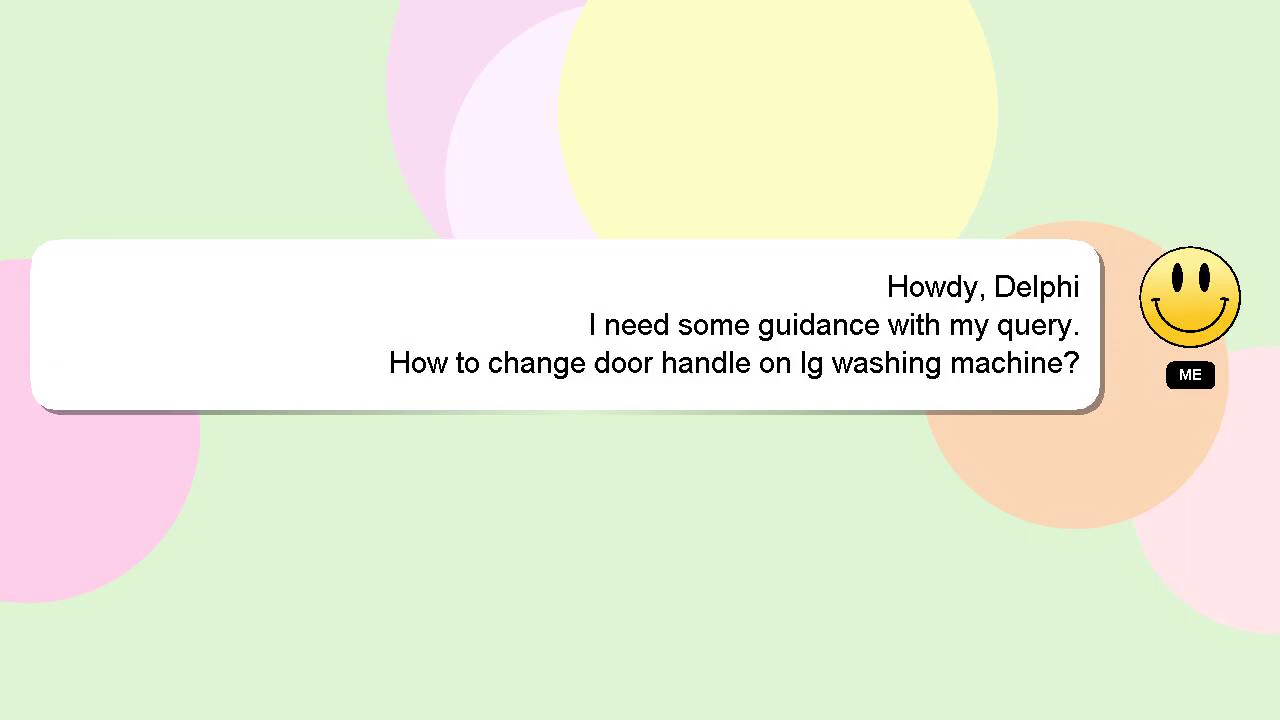 Howdy, Delphi
I need some guidance with my query.
How to change door handle on lg washing machine?
ME